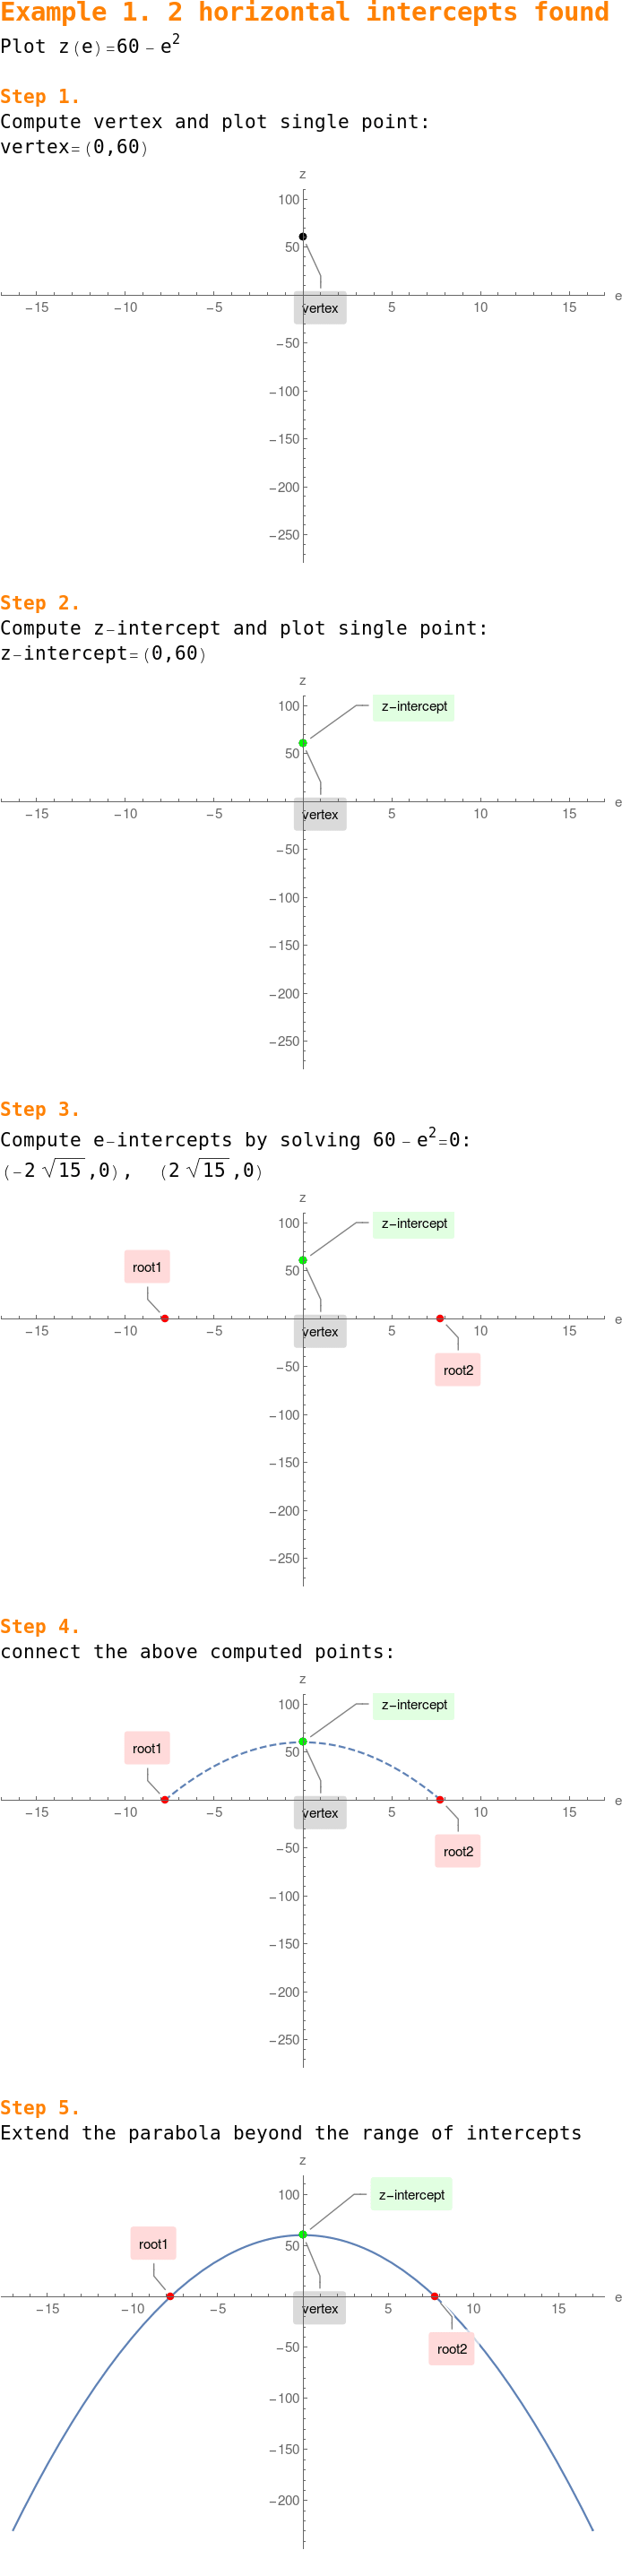 Example 1. 2 horizontal intercepts found
Plot z(e)=60 - e²
Step 1.
Compute vertex and plot single point:
vertex=(0,60)
z
100
50
-15 -10 -5 5 10 15 e
vertex
-50
-100
-150
-200
-250
Step 2.
Compute z-intercept and plot single point:
z-intercept=(0,60)
z
100 z-intercept
50
-15 -10 -5 5 10 15 e
vertex
-50
-100
-150
-200
-250
Step 3.
Compute e-intercepts by solving 60 - e²=0:
(-2 √15,0), (2 √15,0)
z
100 z-intercept
root1 50
-15 -10 -5 5 10 15 e
vertex
-50 root2
-100
-150
-200
-250
Step 4.
connect the above computed points:
z
100 z-intercept
root1 50
-15 -10 -5 5 10 15 e
vertex
-50 root2
-100
-150
-200
-250
Step 5.
Extend the parabola beyond the range of intercepts
z
100 z-intercept
root1 50
-15 -10 -5 5 10 15 e
vertex
-50 root2
-100
-150
-200